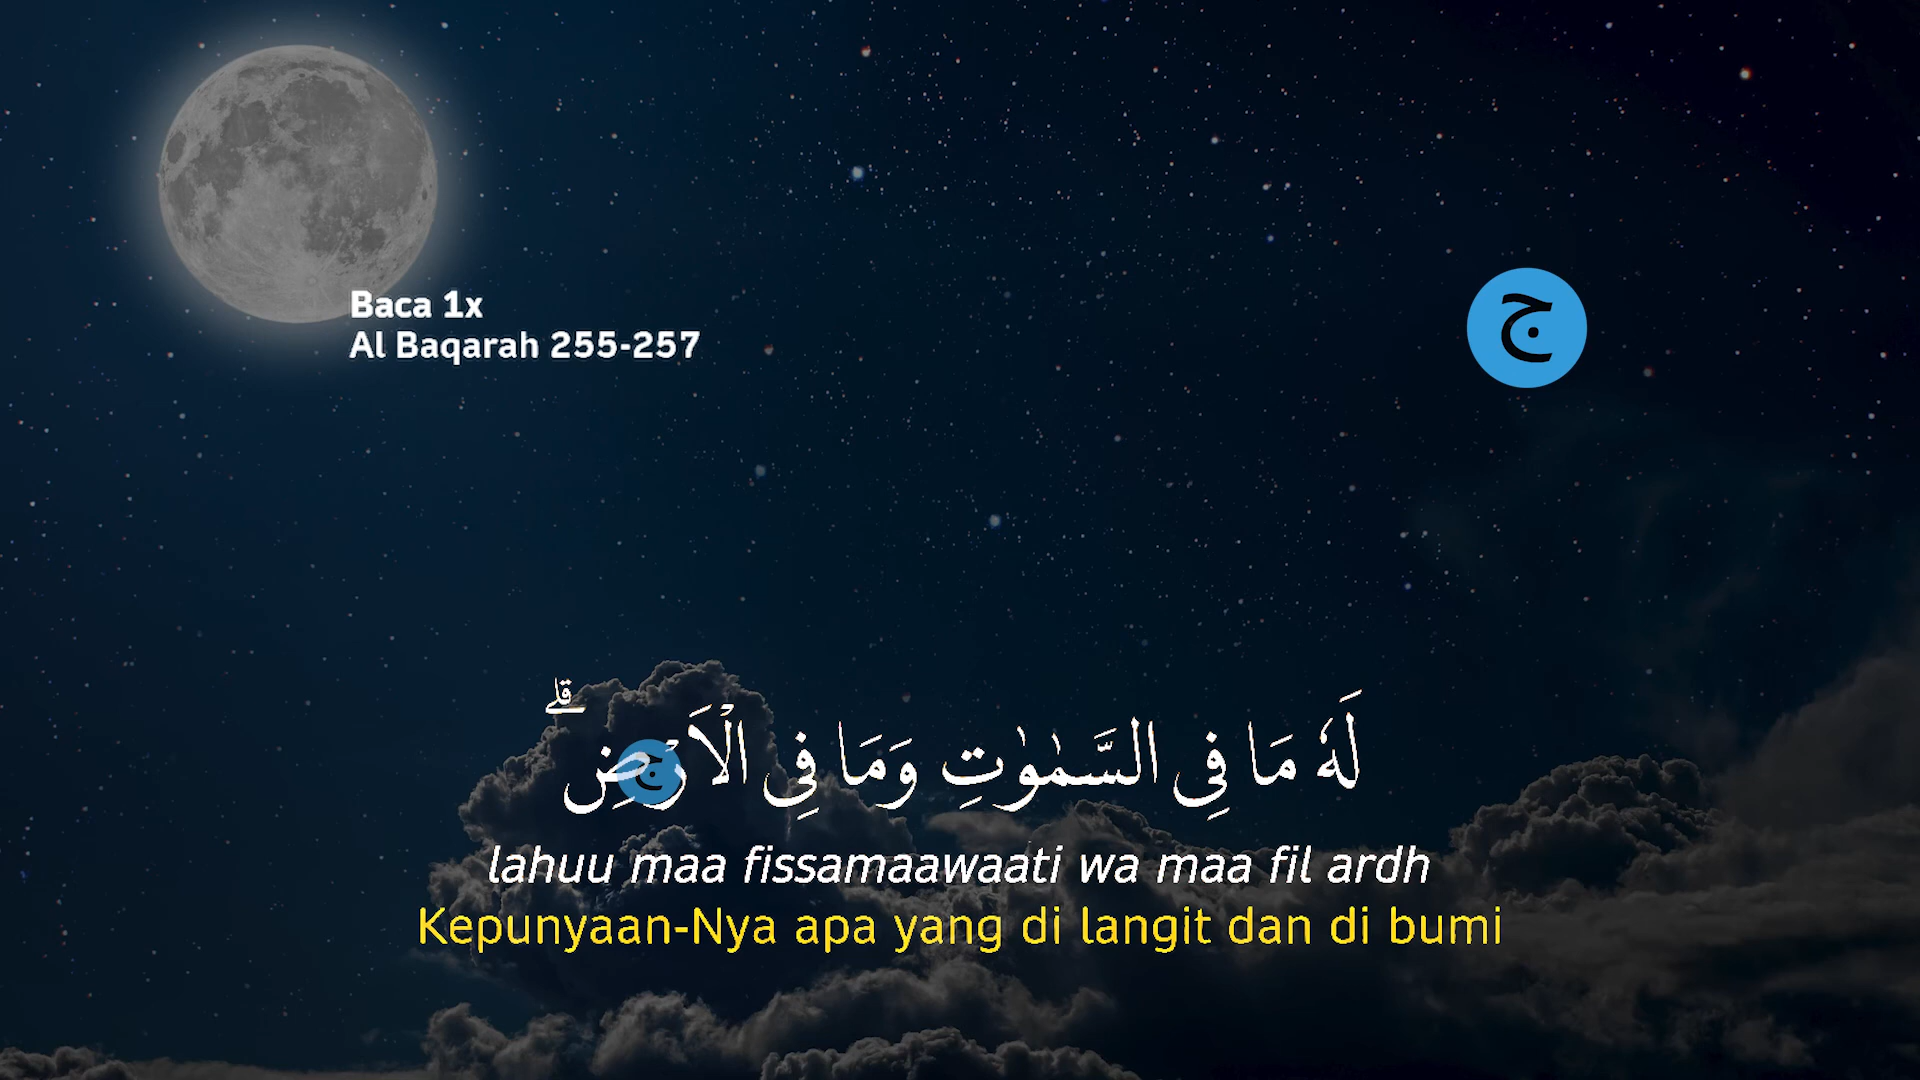 Baca 1x
Al Baqarah 255-257
ج
لَهٗ مَا فِى السَّمٰوٰتِ وَمَا فِى الْاَرْضِۗ
ج
lahuu maa fissamaawaati wa maa fil ardh
Kepunyaan-Nya apa yang di langit dan di bumi